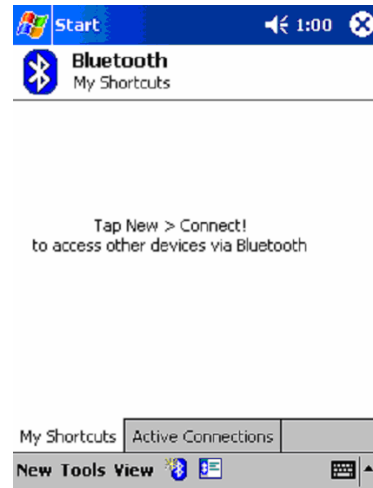 Start 1:00
Bluetooth
My Shortcuts
Tap New > Connect!
to access other devices via Bluetooth
My Shortcuts Active Connections
New Tools View